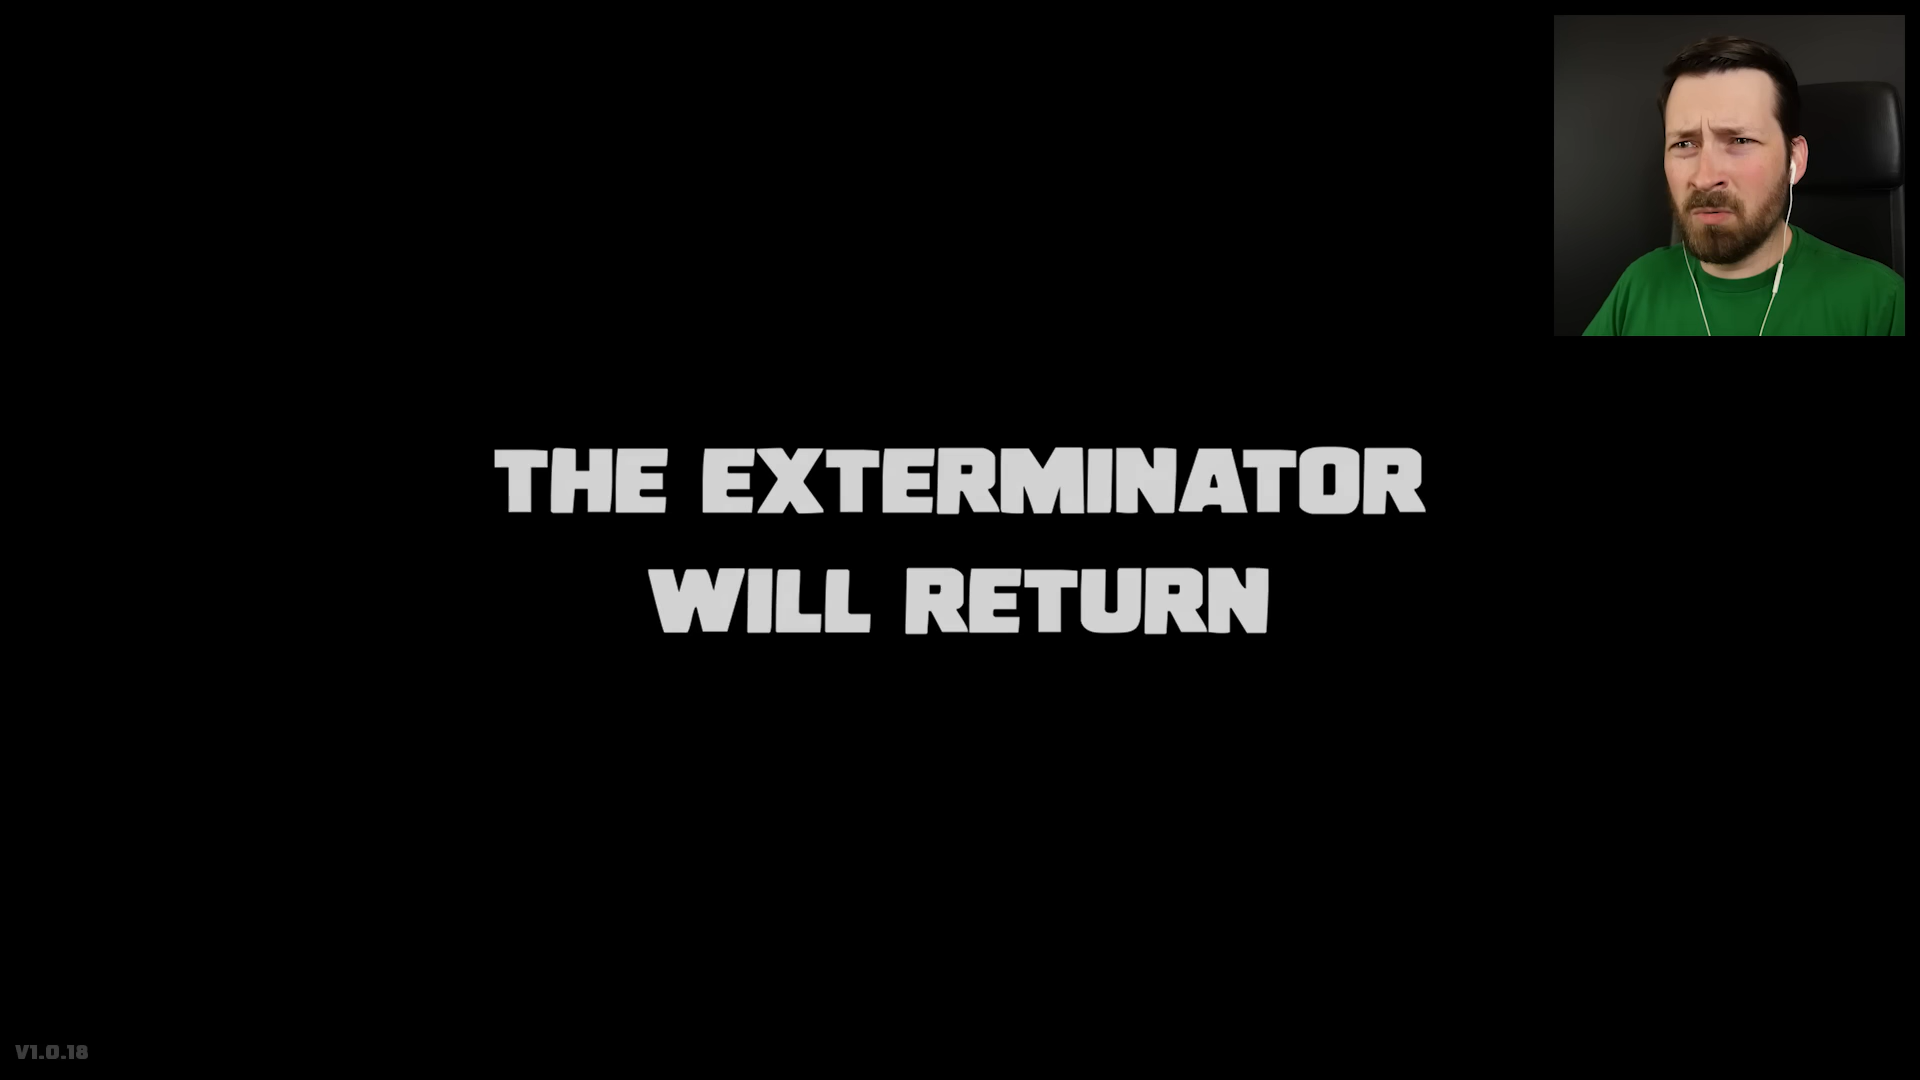 THE EXTERMINATOR
WILL RETURN
V1.0.18